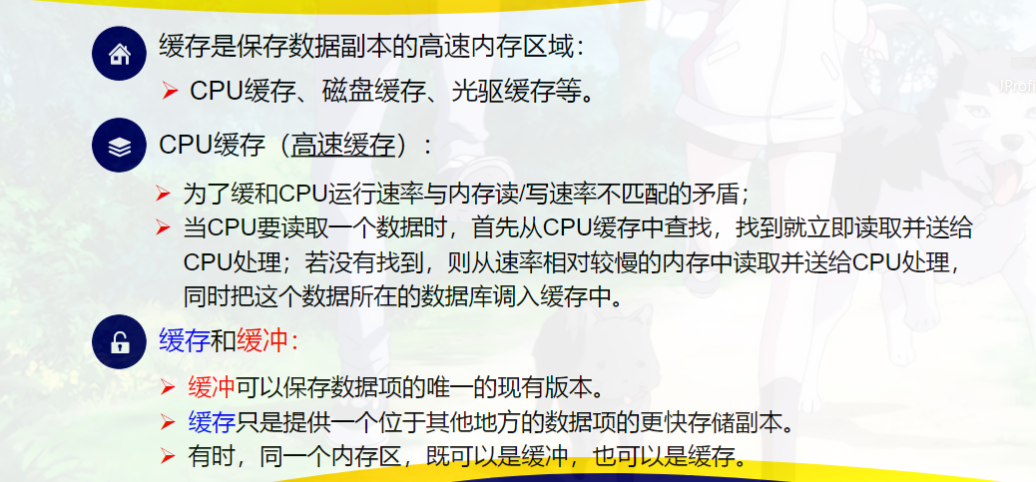 缓存是保存数据副本的高速内存区域：
CPU缓存、磁盘缓存、光驱缓存等。
CPU缓存（高速缓存）：
为了缓和CPU运行速率与内存读/写速率不匹配的矛盾；
当CPU要读取一个数据时，首先从CPU缓存中查找，找到就立即读取并送给
CPU处理；若没有找到，则从速率相对较慢的内存中读取并送给CPU处理，
同时把这个数据所在的数据库调入缓存中。
缓存和缓冲：
缓冲可以保存数据项的唯一的现有版本。
缓存只是提供一个位于其他地方的数据项的更快存储副本。
有时，同一个内存区，既可以是缓冲，也可以是缓存。